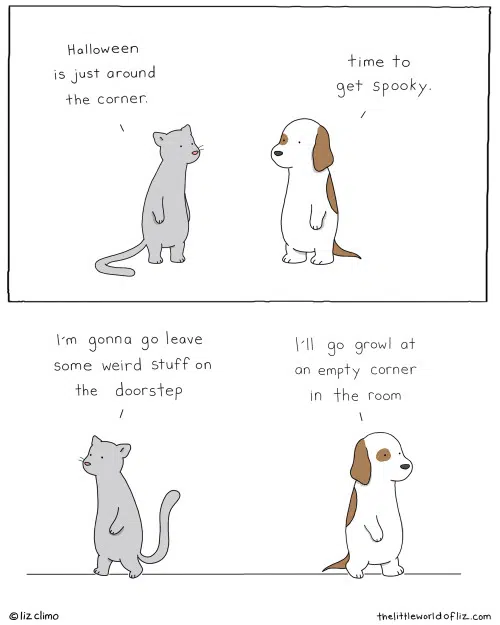 Halloween
is just around
the corner.
time to
get spooky.
I'm gonna go leave
some weird stuff on
the doorstep
I'll go growl at
an empty corner
in the room
©liz climo
thelittleworldofliz.com